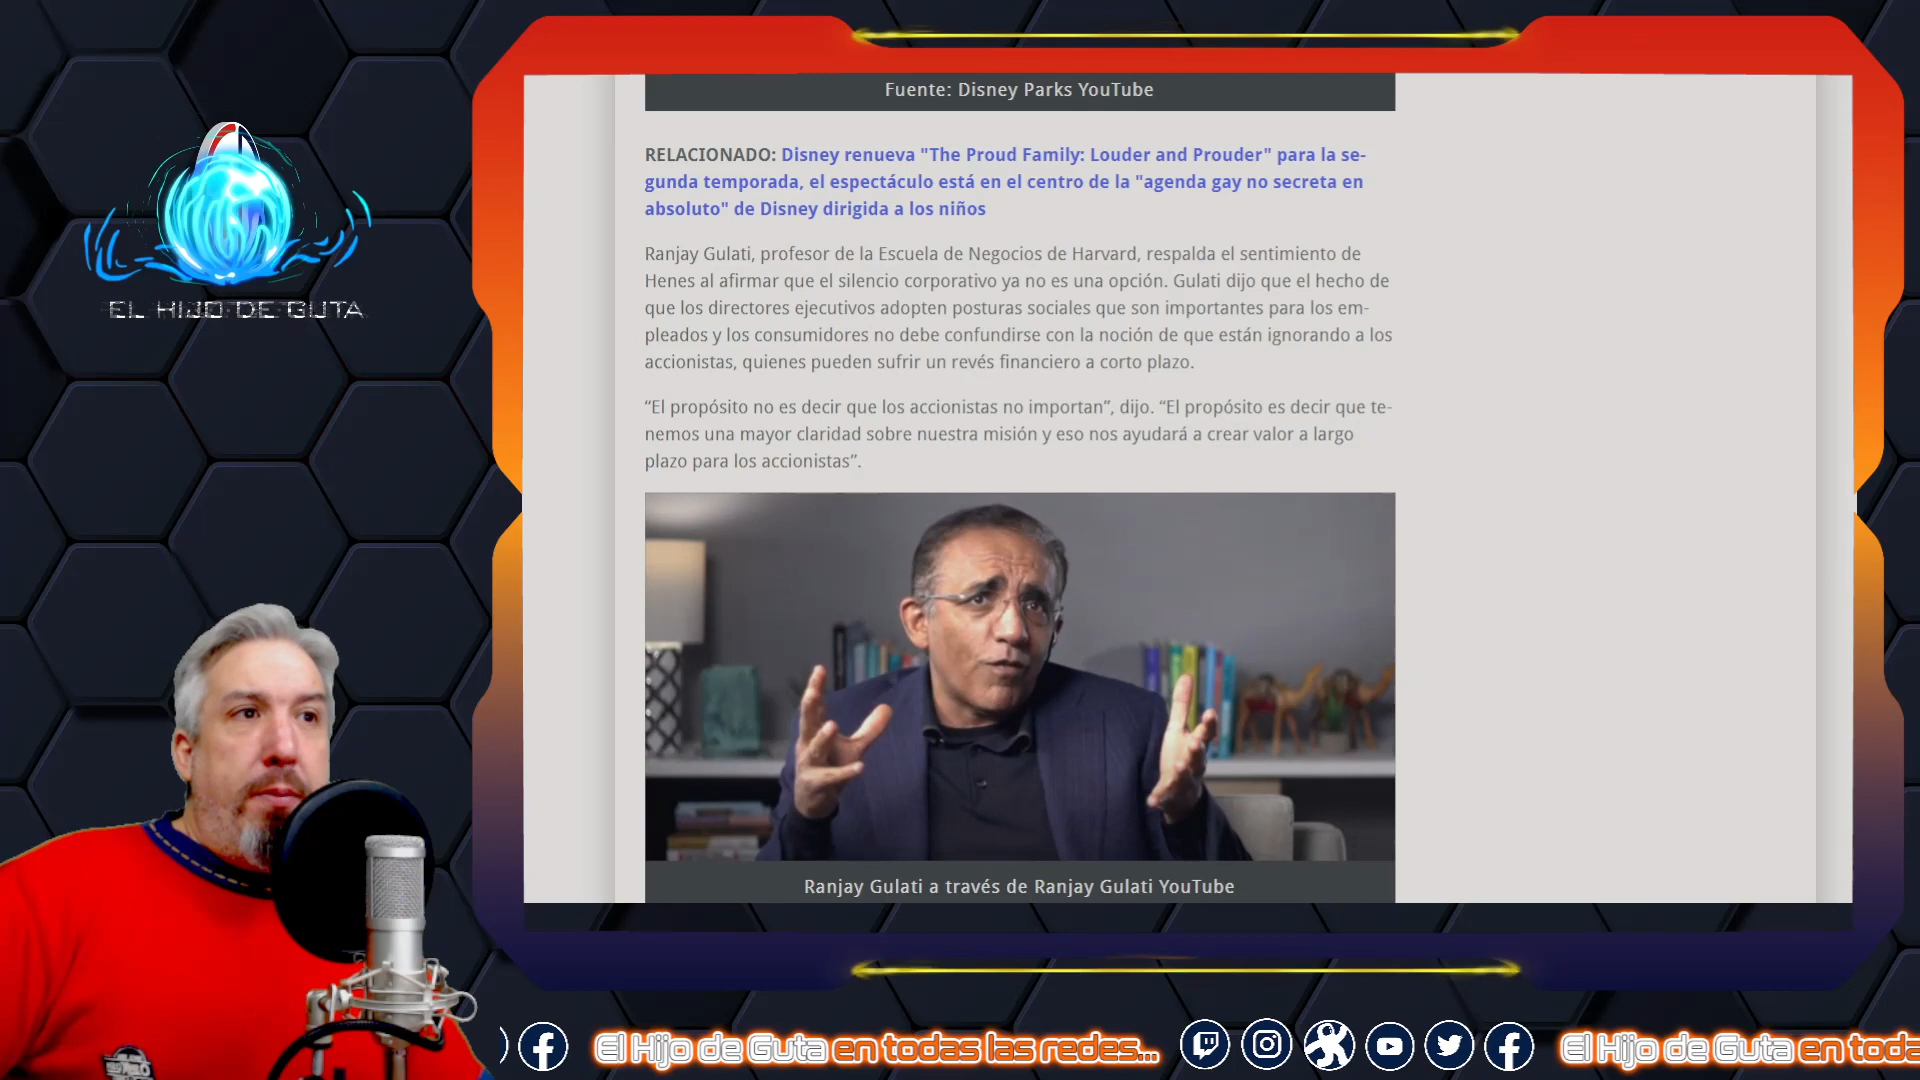 Fuente: Disney Parks YouTube
RELACIONADO: Disney renueva "The Proud Family: Louder and Prouder" para la se-
gunda temporada, el espectáculo está en el centro de la "agenda gay no secreta en
absoluto" de Disney dirigida a los niños
Ranjay Gulati, profesor de la Escuela de Negocios de Harvard, respalda el sentimiento de
Henes al afirmar que el silencio corporativo ya no es una opción. Gulati dijo que el hecho de
que los directores ejecutivos adopten posturas sociales que son importantes para los em-
pleados y los consumidores no debe confundirse con la noción de que están ignorando a los
accionistas, quienes pueden sufrir un revés financiero a corto plazo.
“El propósito no es decir que los accionistas no importan”, dijo. “El propósito es decir que te-
nemos una mayor claridad sobre nuestra misión y eso nos ayudará a crear valor a largo
plazo para los accionistas”.
Ranjay Gulati a través de Ranjay Gulati YouTube
EL HIJO DE GUTA
El Hijo de Guta en todas las redes...
El Hijo de Guta en toda